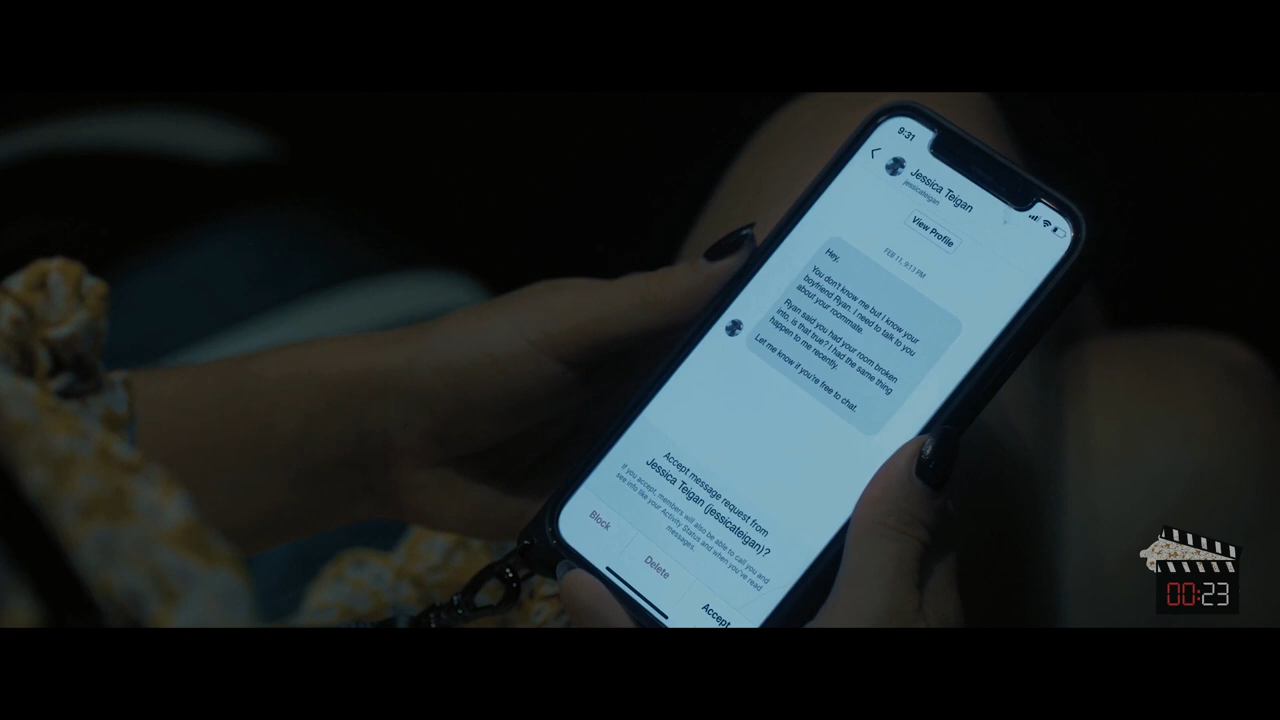 9:31
Jessica Teigan
jessicateigan
View Profile
FEB 11, 9:13 PM
Hey,
You don't know me but I know your
boyfriend Ryan. I need to talk to you
about your roommate.
Ryan said you had your room broken
into, is that true? I had the same thing
happen to me recently.
Let me know if you're free to chat.
Accept message request from
Jessica Teigan (jessicateigan)?
If you accept, members will also be able to call you and
see info like your Activity Status and when you've read
messages.
Block
Delete
Accept
00:23